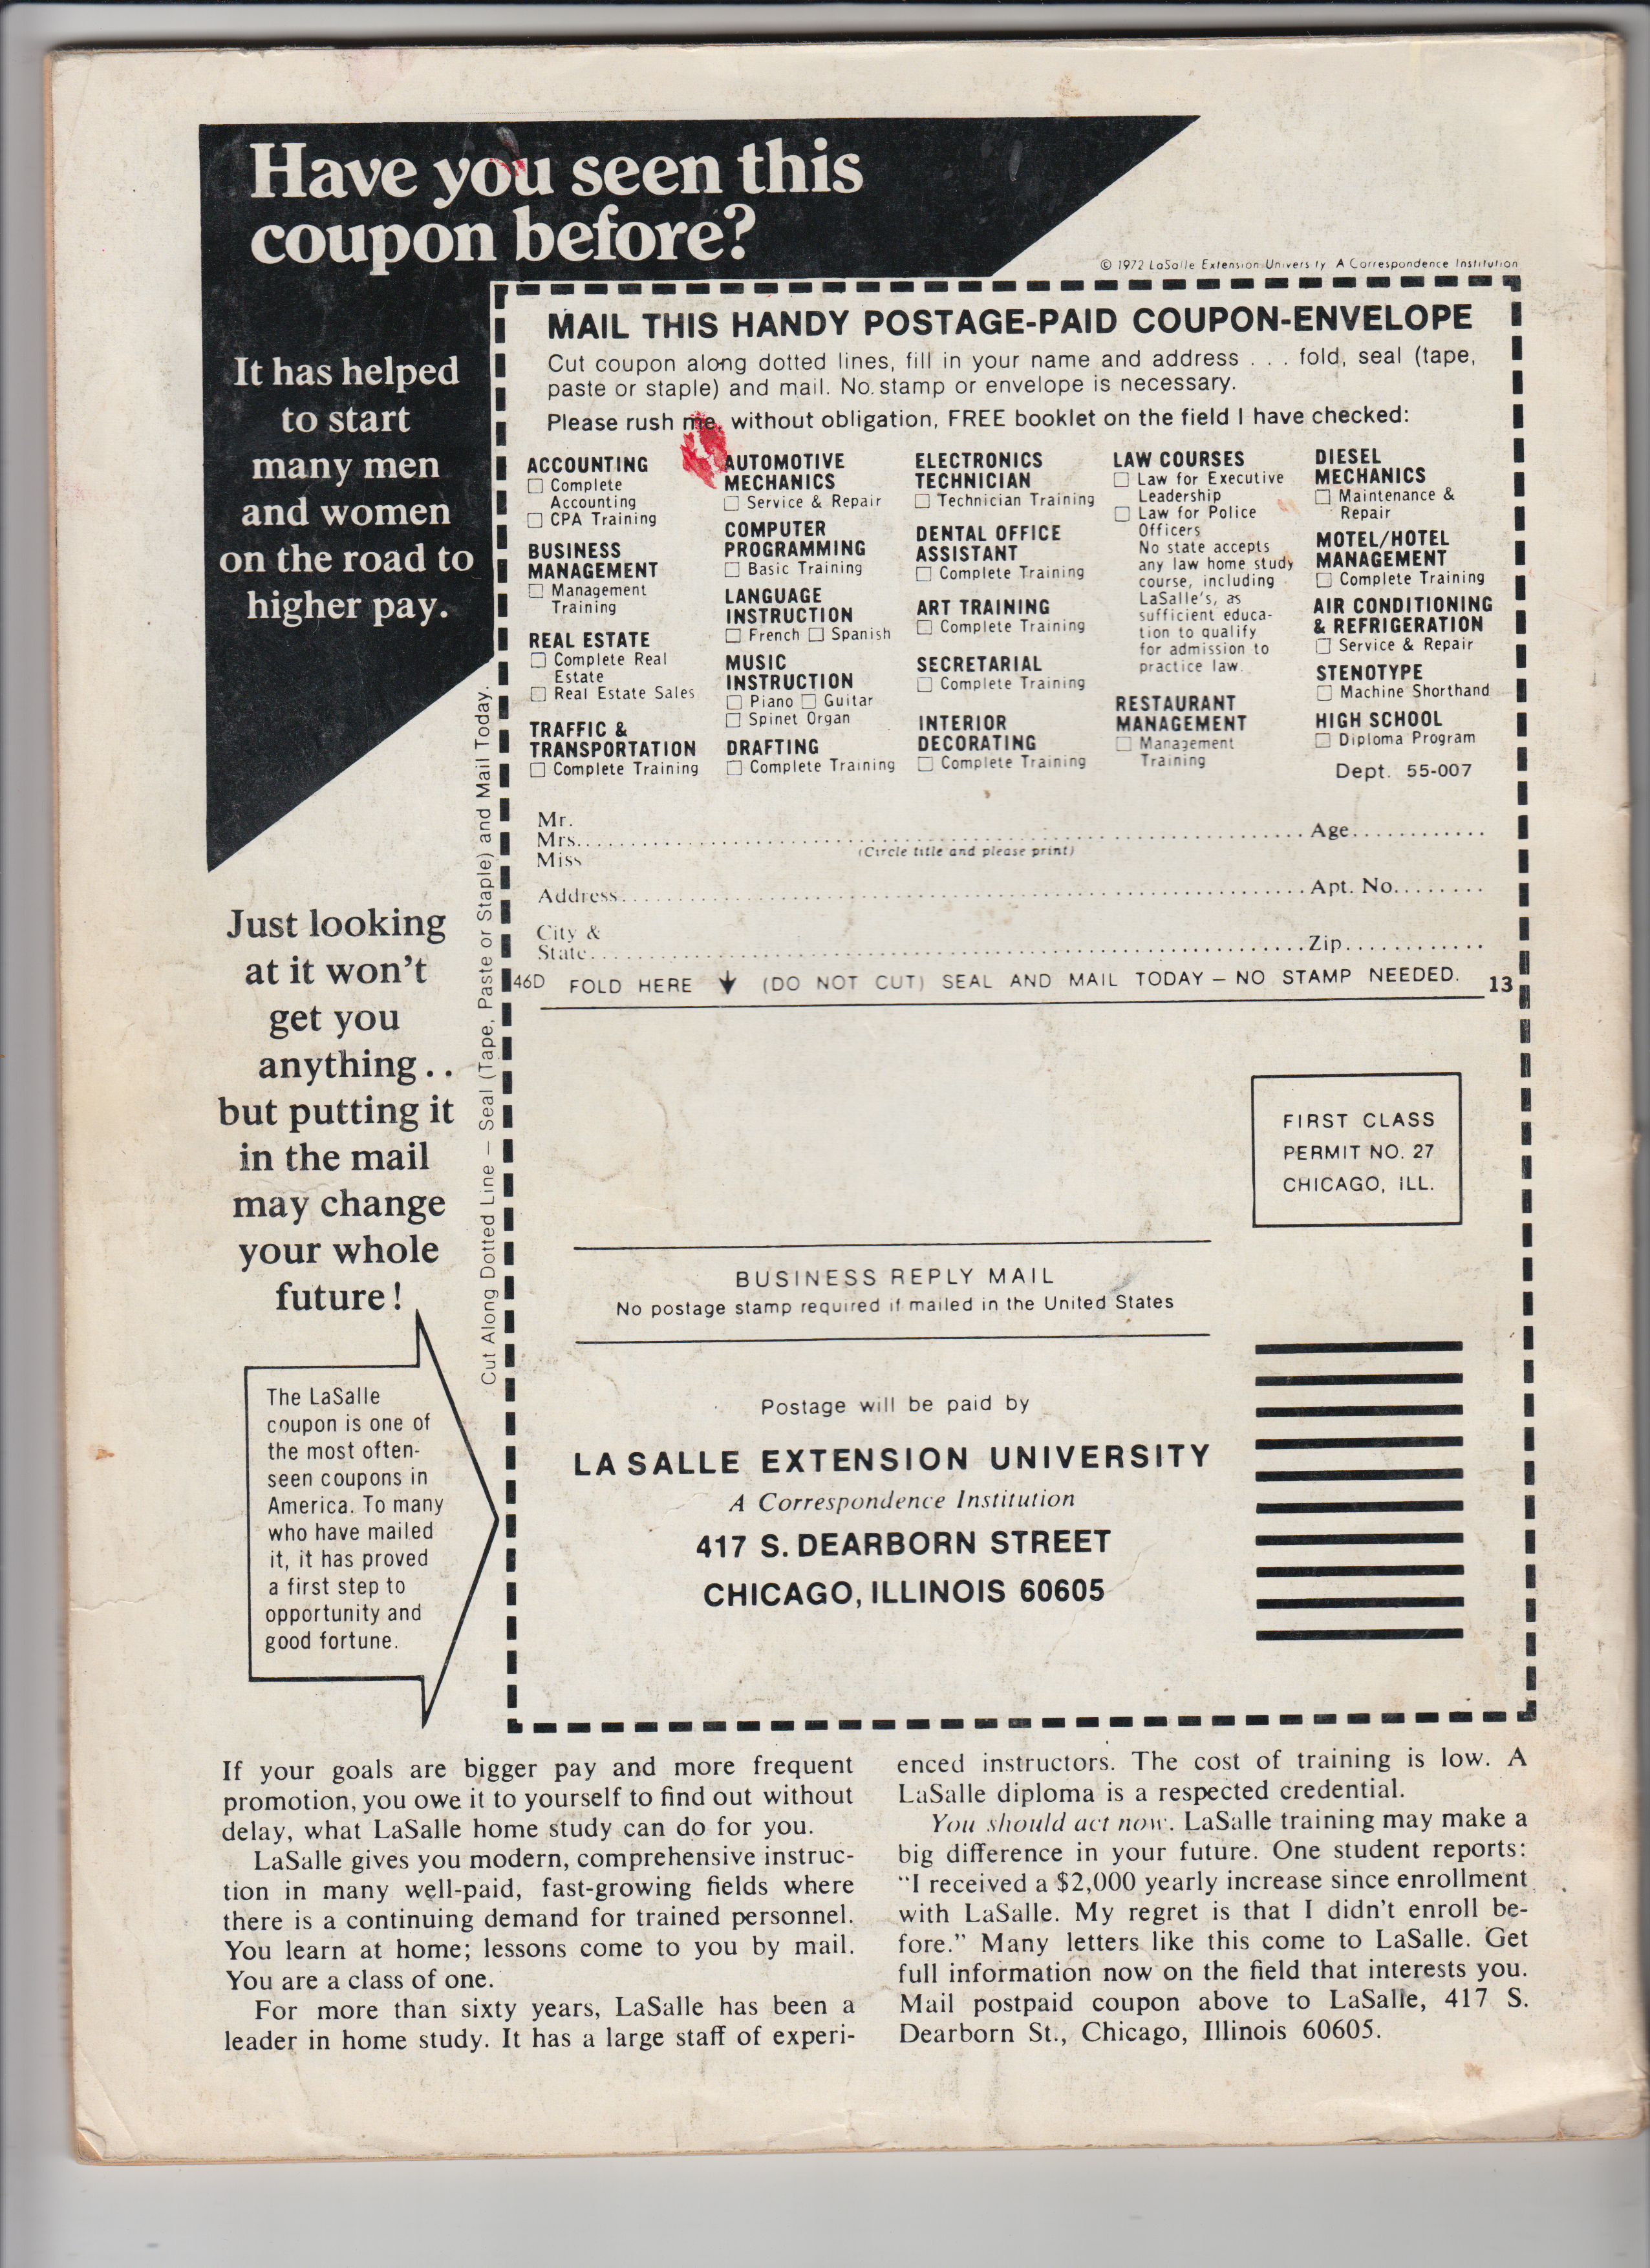 Have you seen this
coupon before?
© 1972 LaSalle Extension University A Correspondence Institution
It has helped
to start
many men
and women
on the road to
higher pay.
Just looking
at it won't
get you
anything..
but putting it
in the mail
may change
your whole
future!
The LaSalle
coupon is one of
the most often-
seen coupons in
America. To many
who have mailed
it, it has proved
a first step to
opportunity and
good fortune.
Cut Along Dotted Line — Seal (Tape, Paste or Staple) and Mail Today.
MAIL THIS HANDY POSTAGE-PAID COUPON-ENVELOPE
Cut coupon along dotted lines, fill in your name and address . . . fold, seal (tape,
paste or staple) and mail. No stamp or envelope is necessary.
Please rush me, without obligation, FREE booklet on the field I have checked:
ACCOUNTING
☐ Complete
Accounting
☐ CPA Training
BUSINESS
MANAGEMENT
☐ Management
Training
REAL ESTATE
☐ Complete Real
Estate
☐ Real Estate Sales
TRAFFIC &
TRANSPORTATION
☐ Complete Training
AUTOMOTIVE
MECHANICS
☐ Service & Repair
COMPUTER
PROGRAMMING
☐ Basic Training
LANGUAGE
INSTRUCTION
☐ French ☐ Spanish
MUSIC
INSTRUCTION
☐ Piano ☐ Guitar
☐ Spinet Organ
DRAFTING
☐ Complete Training
ELECTRONICS
TECHNICIAN
☐ Technician Training
DENTAL OFFICE
ASSISTANT
☐ Complete Training
ART TRAINING
☐ Complete Training
SECRETARIAL
☐ Complete Training
INTERIOR
DECORATING
☐ Complete Training
LAW COURSES
☐ Law for Executive
Leadership
☐ Law for Police
Officers
No state accepts
any law home study
course, including
LaSalle's, as
sufficient educa-
tion to qualify
for admission to
practice law.
RESTAURANT
MANAGEMENT
☐ Management
Training
DIESEL
MECHANICS
☐ Maintenance &
Repair
MOTEL/HOTEL
MANAGEMENT
☐ Complete Training
AIR CONDITIONING
& REFRIGERATION
☐ Service & Repair
STENOTYPE
☐ Machine Shorthand
HIGH SCHOOL
☐ Diploma Program
Dept. 55-007
Mr.
Mrs. Age
Miss (Circle title and please print)
Address Apt. No.
City &
State Zip
46D FOLD HERE ↓ (DO NOT CUT) SEAL AND MAIL TODAY – NO STAMP NEEDED. 13
FIRST CLASS
PERMIT NO. 27
CHICAGO, ILL.
BUSINESS REPLY MAIL
No postage stamp required if mailed in the United States
Postage will be paid by
LA SALLE EXTENSION UNIVERSITY
A Correspondence Institution
417 S. DEARBORN STREET
CHICAGO, ILLINOIS 60605
If your goals are bigger pay and more frequent
promotion, you owe it to yourself to find out without
delay, what LaSalle home study can do for you.
LaSalle gives you modern, comprehensive instruc-
tion in many well-paid, fast-growing fields where
there is a continuing demand for trained personnel.
You learn at home; lessons come to you by mail.
You are a class of one.
For more than sixty years, LaSalle has been a
leader in home study. It has a large staff of experi-
enced instructors. The cost of training is low. A
LaSalle diploma is a respected credential.
You should act now. LaSalle training may make a
big difference in your future. One student reports:
"I received a $2,000 yearly increase since enrollment
with LaSalle. My regret is that I didn't enroll be-
fore." Many letters like this come to LaSalle. Get
full information now on the field that interests you.
Mail postpaid coupon above to LaSalle, 417 S.
Dearborn St., Chicago, Illinois 60605.